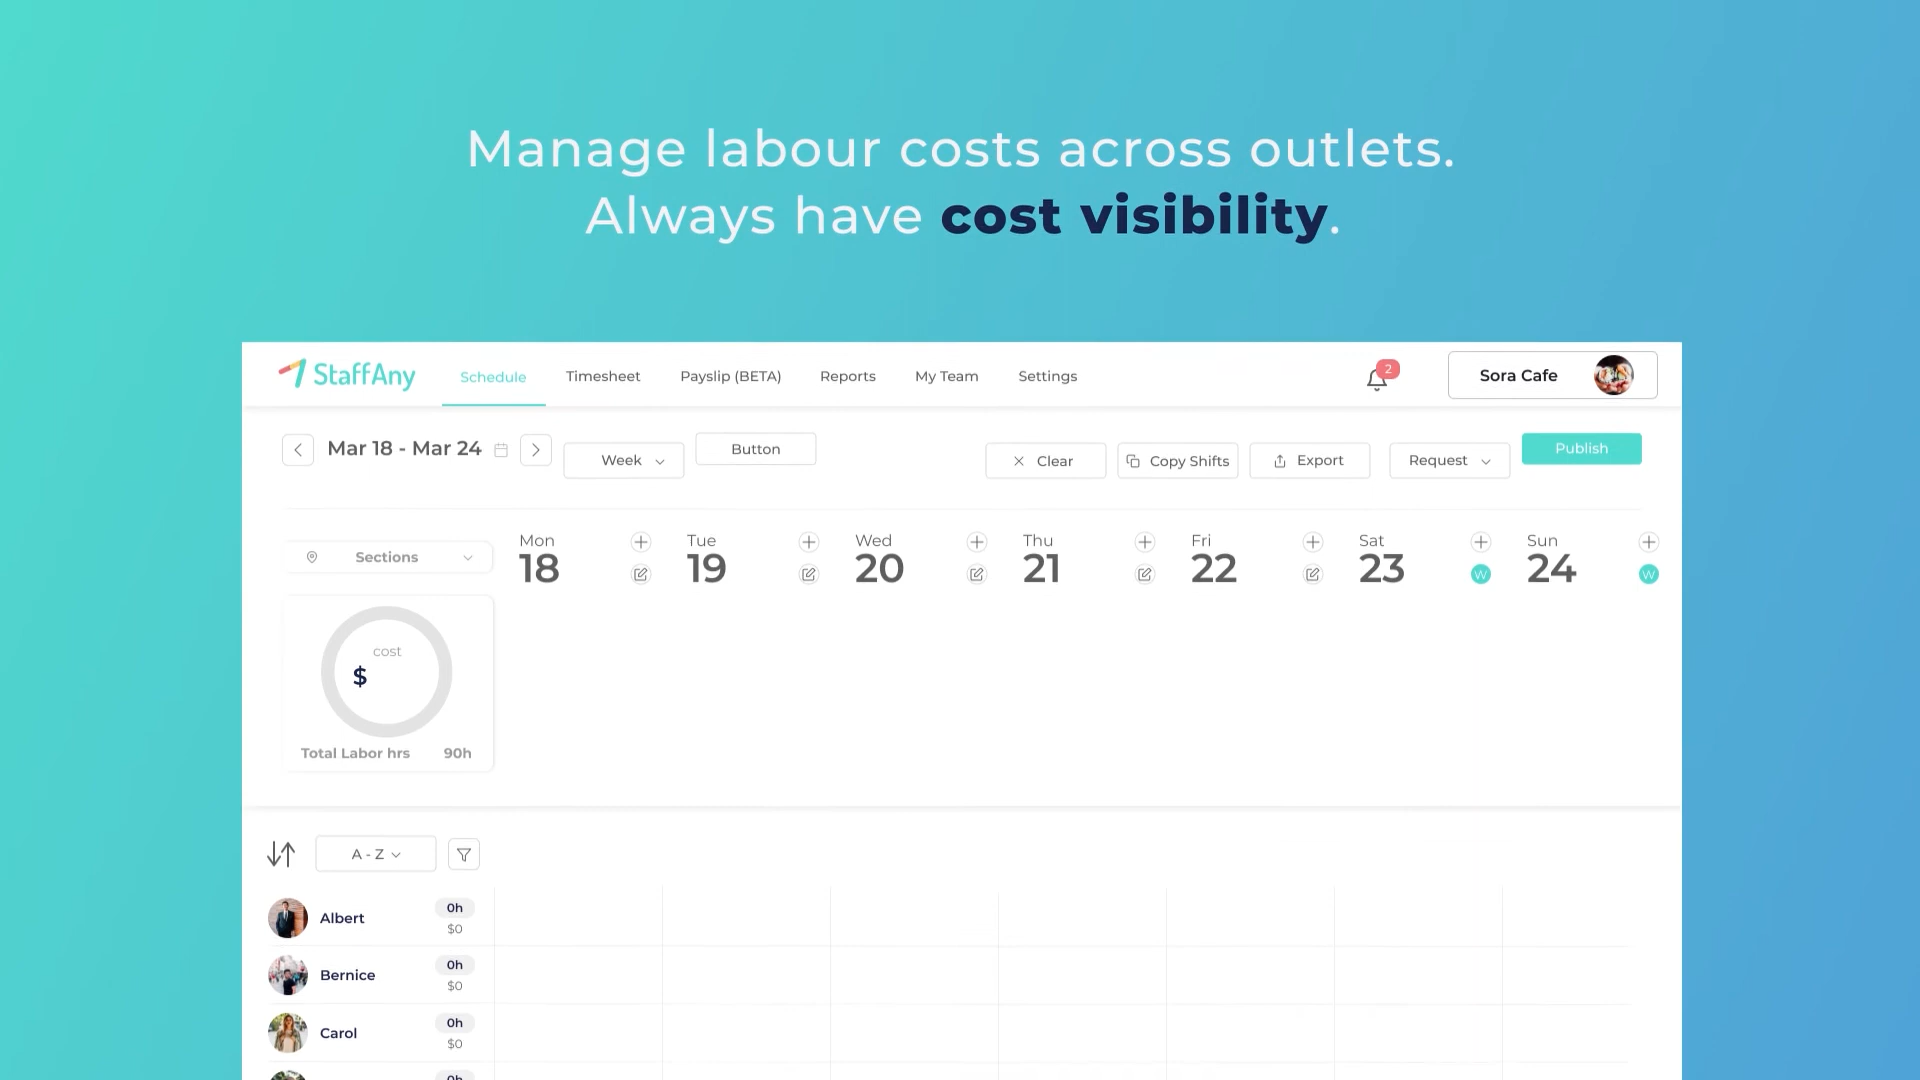 Manage labour costs across outlets.
Always have cost visibility.
StaffAny
Schedule
Timesheet
Payslip (BETA)
Reports
My Team
Settings
2
Sora Cafe
Mar 18 - Mar 24
Week
Button
Clear
Copy Shifts
Export
Request
Publish
Sections
Mon
18
Tue
19
Wed
20
Thu
21
Fri
22
Sat
23
W
Sun
24
W
cost
$
Total Labor hrs 90h
A - Z
Albert
0h
$0
Bernice
0h
$0
Carol
0h
$0
0h